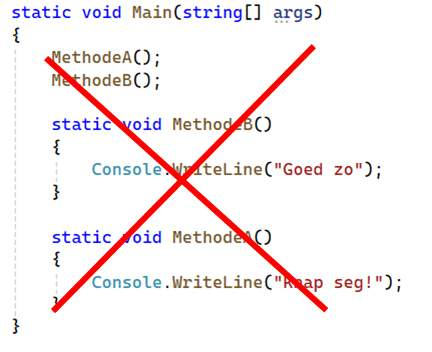 static void Main(string[] args)
{
MethodeA();
MethodeB();
static void MethodeB()
{
Console.WriteLine("Goed zo");
}
static void MethodeA()
{
Console.WriteLine("Knap seg!");
}
}